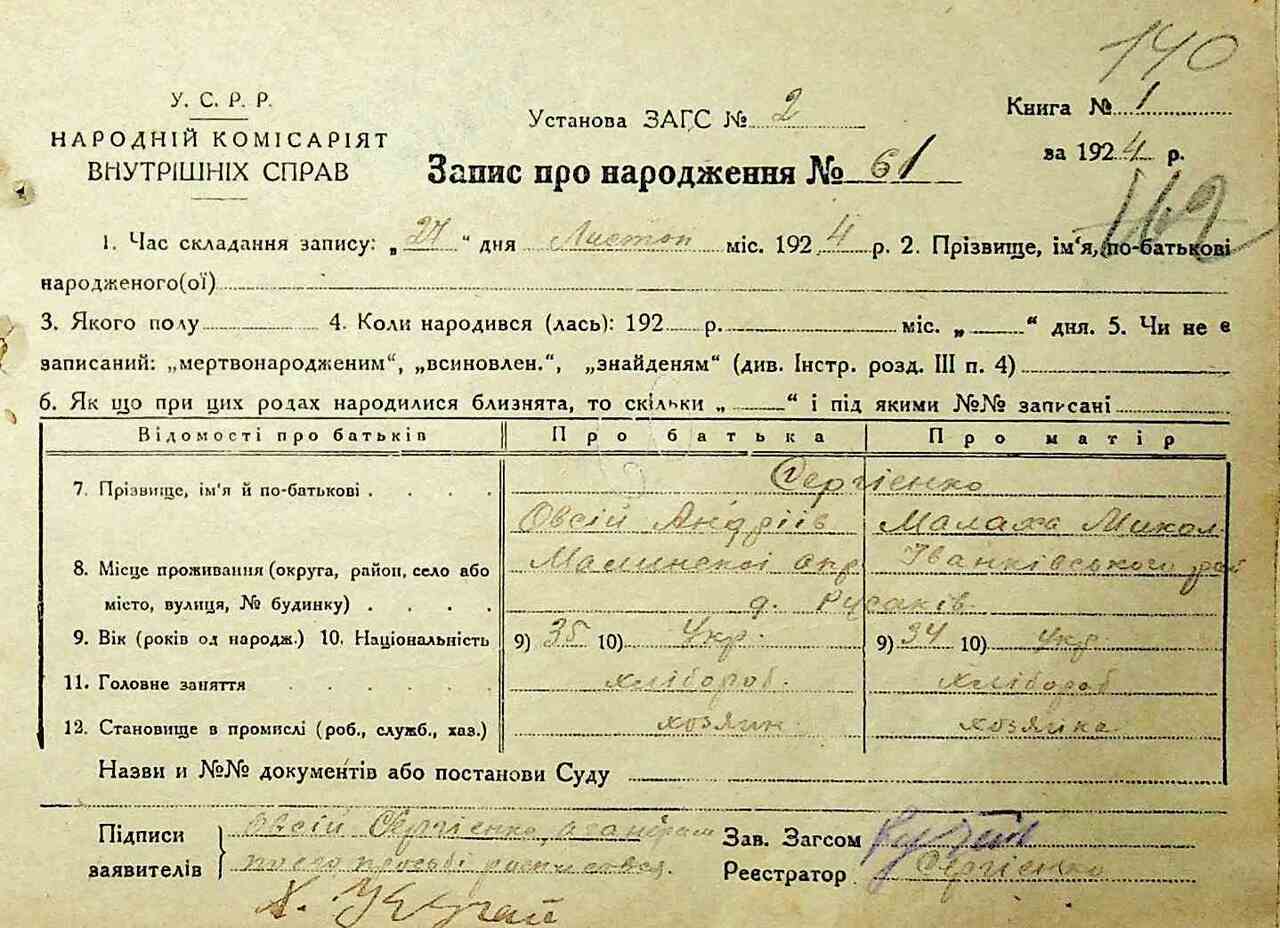 140
У. С. Р. Р.
НАРОДНІЙ КОМІСАРІЯТ
ВНУТРІШНІХ СПРАВ
Установа ЗАГС № 2
Книга № 1
за 1924 р.
Запис про народження № 61
142
1. Час складання запису: „27“ дня Листоп міс. 1924 р. 2. Прізвище, ім'я, по-батькові
народженого(ої)
3. Якого полу 4. Коли народився (лась): 192 р. міс. „ “ дня. 5. Чи не є
записаний: „мертвонародженим“, „всиновлен.“, „знайденям“ (див. Інстр. розд. III п. 4)
6. Як що при цих родах народилися близнята, то скільки „ “ і під якими №№ записані
Відомості про батьків Про батька Про матір
7. Прізвище, ім'я й по-батькові . . . . Сергієнко
Овсій Андріїв Малаха Микол
8. Місце проживання (округа, район, село або Малинскоі окр Іванківського рай
місто, вулиця, № будинку) . . . . д. Русаків
9. Вік (років од народж.) 10. Національність 9) 35 10) Укр. 9) 34 10) Укр
11. Головне заняття . . . . . . хлібороб. хлібороб
12. Становище в промислі (роб., служб., хаз.) хозяин хозяйка
Назви и №№ документів або постанови Суду
Підписи
заявителів
Овсій Сергієнко,
Зав. Загсом
Реєстратор Сергієнко